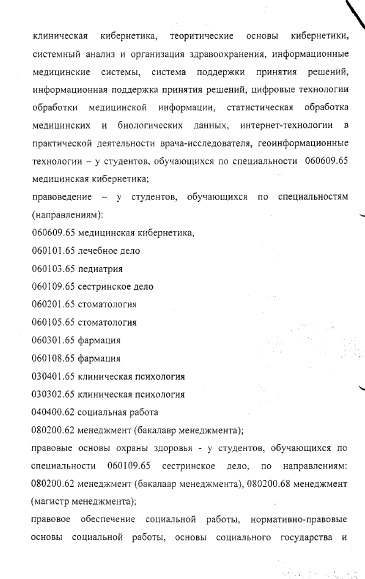 клиническая кибернетика, теоритические основы кибернетики,
системный анализ и организация здравоохранения, информационные
медицинские системы, система поддержки принятия решений,
информационная поддержка принятия решений, цифровые технологии
обработки медицинской информации, статистическая обработка
медицинских и биологических данных, интернет-технологии в
практической деятельности врача-исследователя, геоинформационные
технологии – у студентов, обучающихся по специальности 060609.65
медицинская кибернетика;
правоведение – у студентов, обучающихся по специальностям
(направлениям):
060609.65 медицинская кибернетика,
060101.65 лечебное дело
060103.65 педиатрия
060109.65 сестринское дело
060201.65 стоматология
060105.65 стоматология
060301.65 фармация
060108.65 фармация
030401.65 клиническая психология
030302.65 клиническая психология
040400.62 социальная работа
080200.62 менеджмент (бакалавр менеджмента);
правовые основы охраны здоровья - у студентов, обучающихся по
специальности 060109.65 сестринское дело, по направлениям:
080200.62 менеджмент (бакалавр менеджмента), 080200.68 менеджмент
(магистр менеджмента);
правовое обеспечение социальной работы, нормативно-правовые
основы социальной работы, основы социального государства и